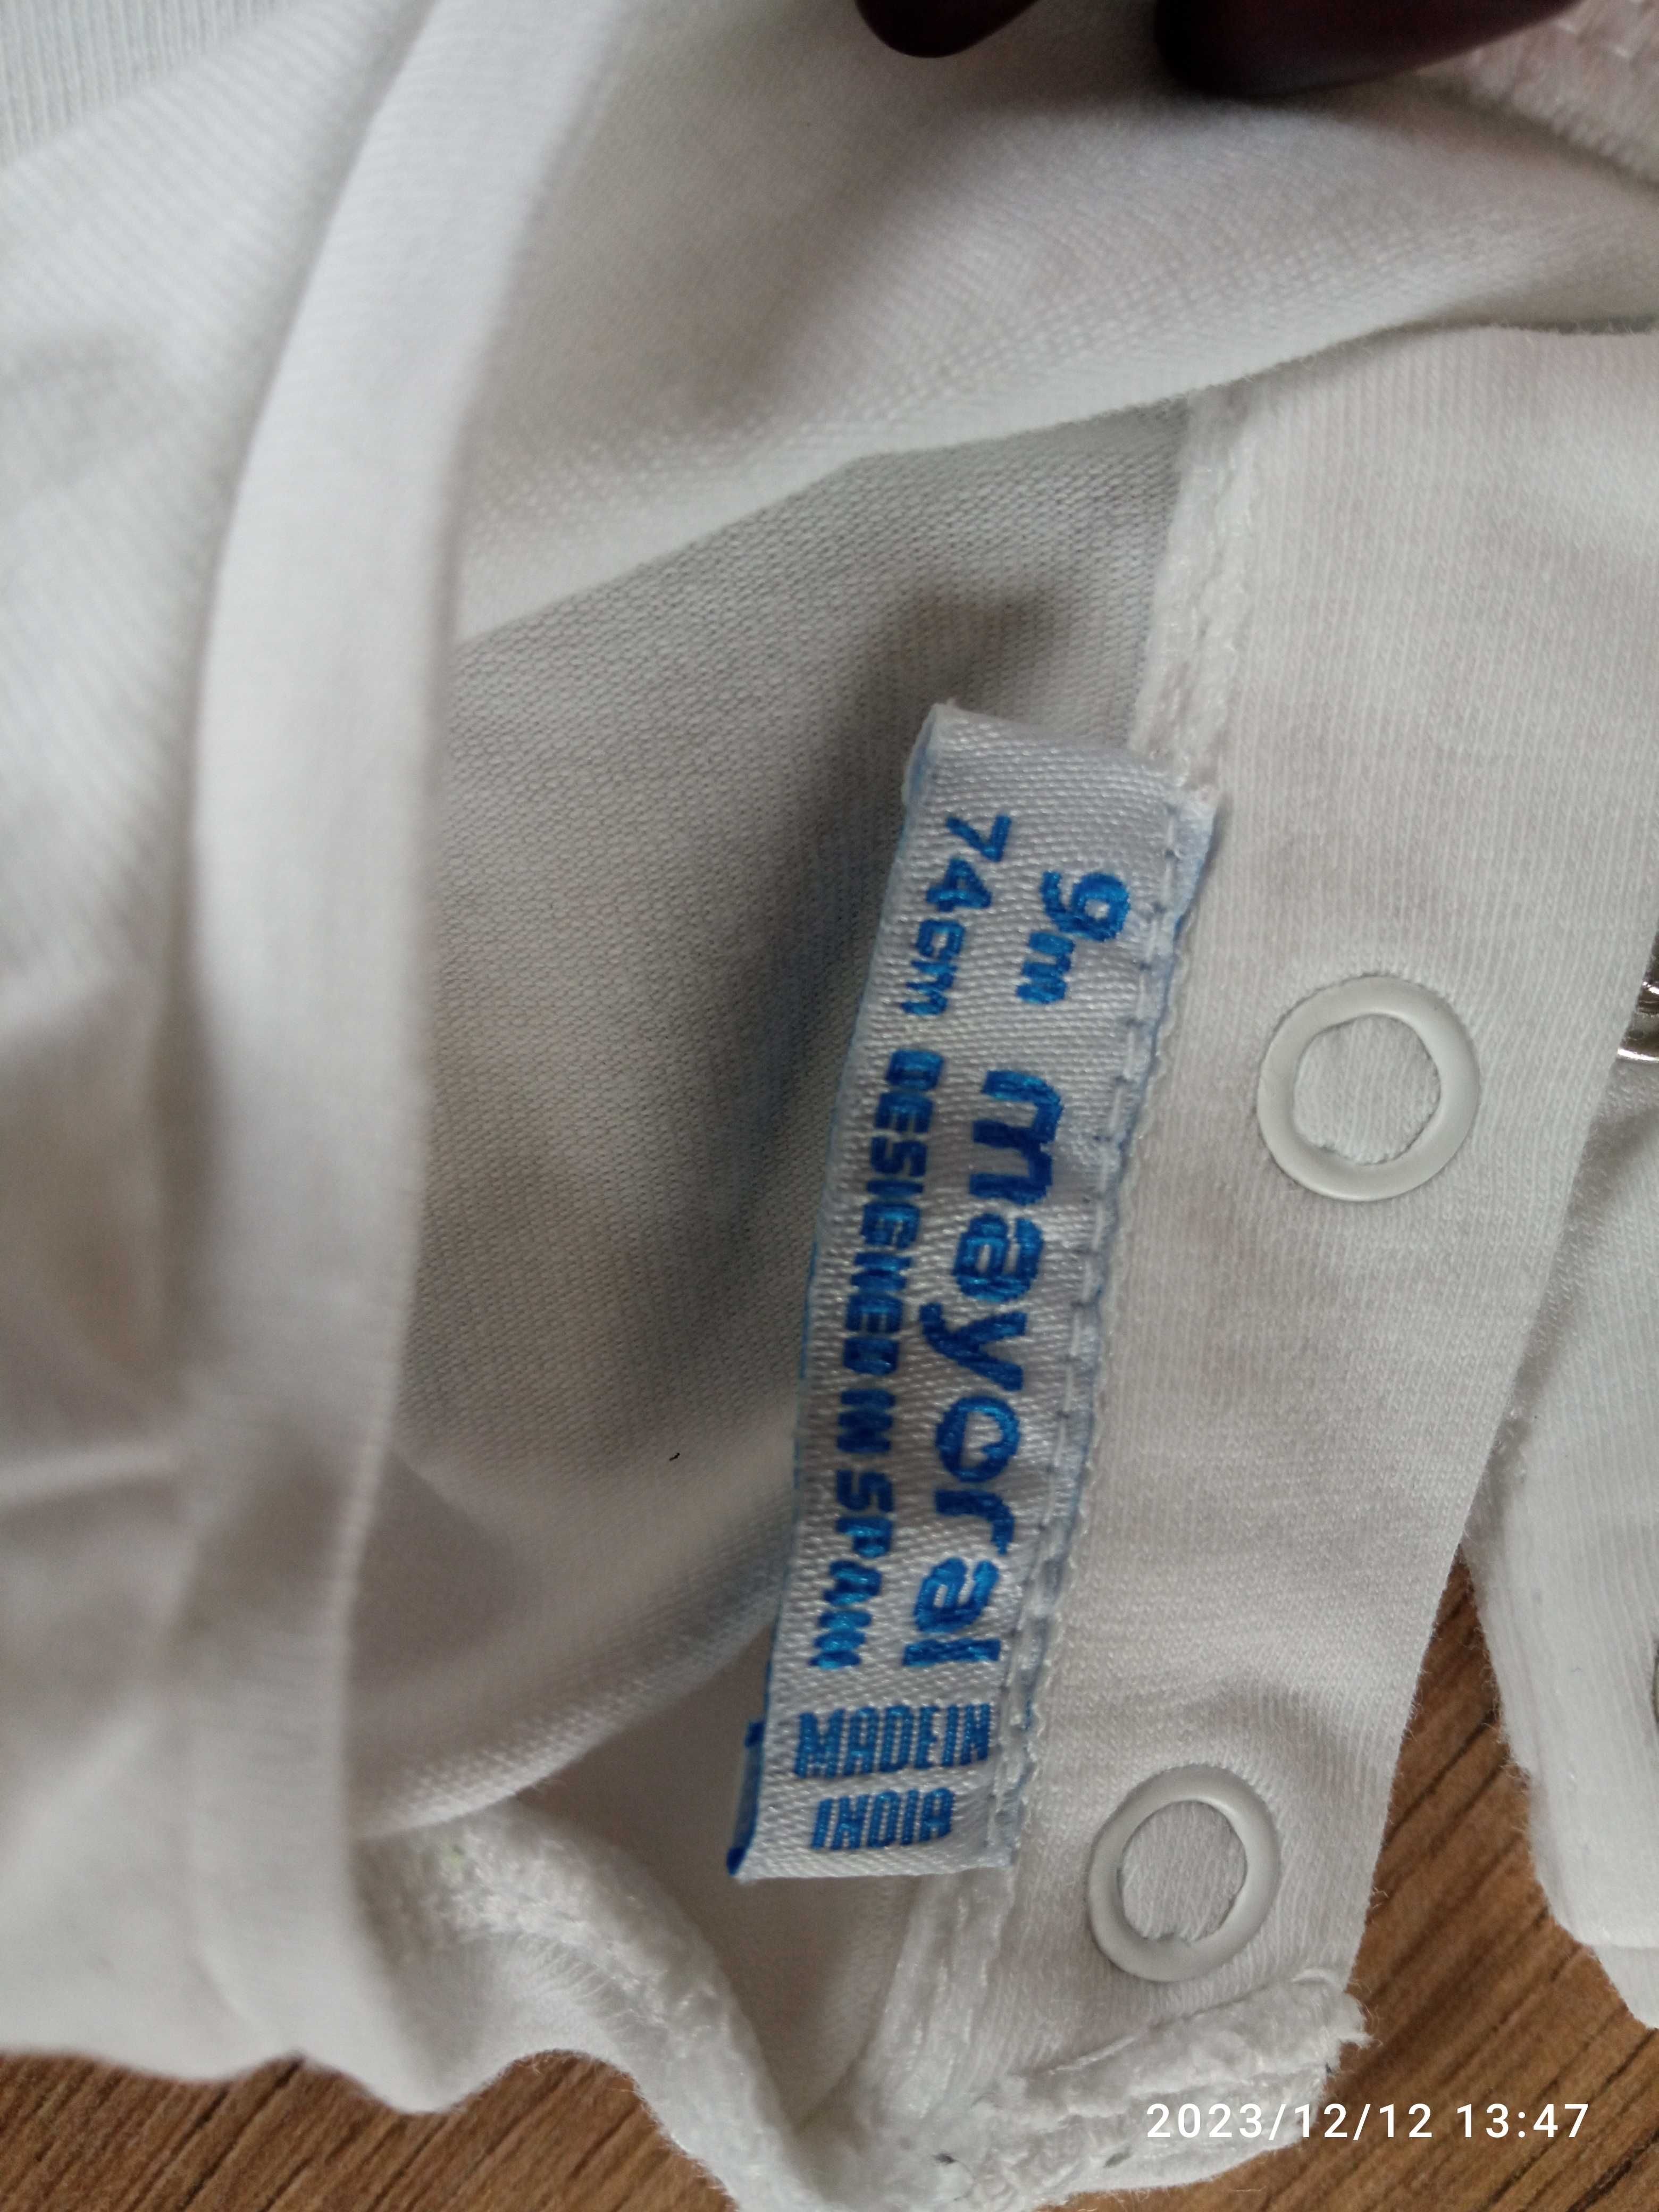 9m mayoral
74cm DESIGNED IN SPAIN
MADE IN
INDIA
2023/12/12 13:47